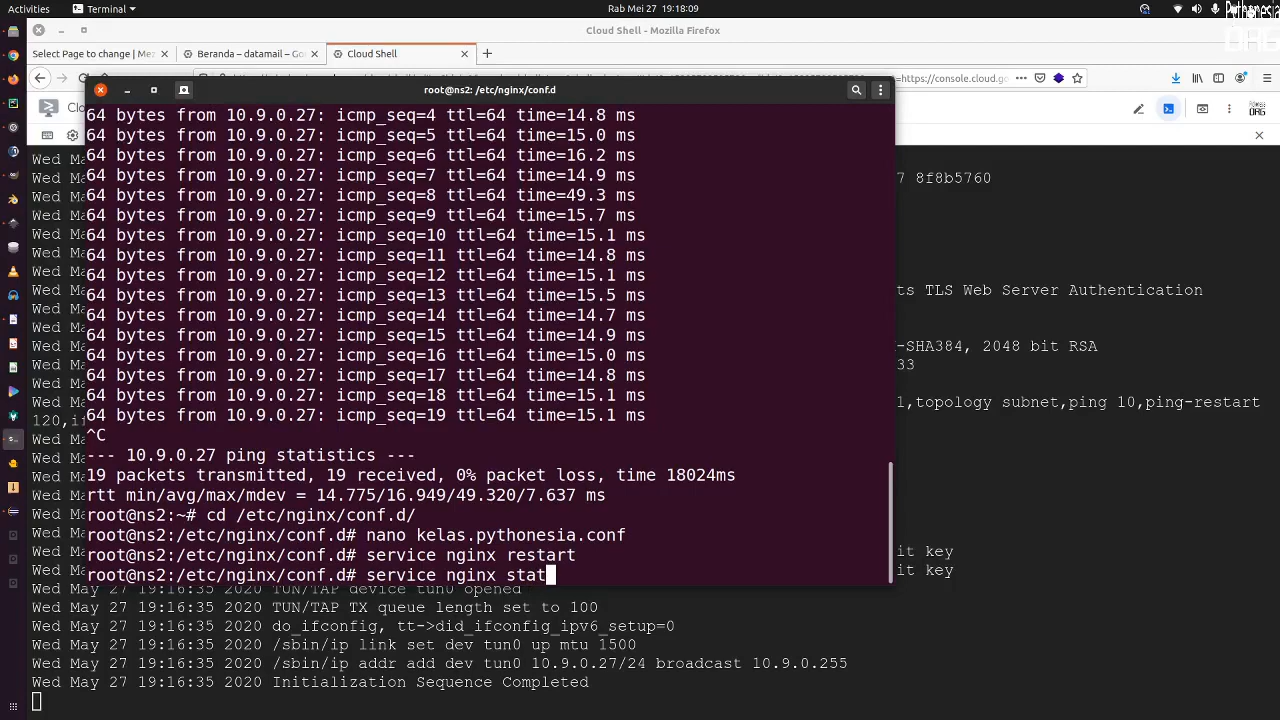 Activities
Terminal
Rab Mei 27 19:18:09
Cloud Shell - Mozilla Firefox
Select Page to change | Mez
Beranda – datamail – Go
Cloud Shell
=https://console.cloud.go
root@ns2: /etc/nginx/conf.d
64 bytes from 10.9.0.27: icmp_seq=4 ttl=64 time=14.8 ms
64 bytes from 10.9.0.27: icmp_seq=5 ttl=64 time=15.0 ms
64 bytes from 10.9.0.27: icmp_seq=6 ttl=64 time=16.2 ms
64 bytes from 10.9.0.27: icmp_seq=7 ttl=64 time=14.9 ms
64 bytes from 10.9.0.27: icmp_seq=8 ttl=64 time=49.3 ms
64 bytes from 10.9.0.27: icmp_seq=9 ttl=64 time=15.7 ms
64 bytes from 10.9.0.27: icmp_seq=10 ttl=64 time=15.1 ms
64 bytes from 10.9.0.27: icmp_seq=11 ttl=64 time=14.8 ms
64 bytes from 10.9.0.27: icmp_seq=12 ttl=64 time=15.1 ms
64 bytes from 10.9.0.27: icmp_seq=13 ttl=64 time=15.5 ms
64 bytes from 10.9.0.27: icmp_seq=14 ttl=64 time=14.7 ms
64 bytes from 10.9.0.27: icmp_seq=15 ttl=64 time=14.9 ms
64 bytes from 10.9.0.27: icmp_seq=16 ttl=64 time=15.0 ms
64 bytes from 10.9.0.27: icmp_seq=17 ttl=64 time=14.8 ms
64 bytes from 10.9.0.27: icmp_seq=18 ttl=64 time=15.1 ms
64 bytes from 10.9.0.27: icmp_seq=19 ttl=64 time=15.1 ms
^C
--- 10.9.0.27 ping statistics ---
19 packets transmitted, 19 received, 0% packet loss, time 18024ms
rtt min/avg/max/mdev = 14.775/16.949/49.320/7.637 ms
root@ns2:~# cd /etc/nginx/conf.d/
root@ns2:/etc/nginx/conf.d# nano kelas.pythonesia.conf
root@ns2:/etc/nginx/conf.d# service nginx restart
root@ns2:/etc/nginx/conf.d# service nginx stat
7 8f8b5760
ts TLS Web Server Authentication
-SHA384, 2048 bit RSA
33
1,topology subnet,ping 10,ping-restart
120,i
it key
it key
Wed May 27 19:16:35 2020 TUN/TAP device tun0 opened
Wed May 27 19:16:35 2020 TUN/TAP TX queue length set to 100
Wed May 27 19:16:35 2020 do_ifconfig, tt->did_ifconfig_ipv6_setup=0
Wed May 27 19:16:35 2020 /sbin/ip link set dev tun0 up mtu 1500
Wed May 27 19:16:35 2020 /sbin/ip addr add dev tun0 10.9.0.27/24 broadcast 10.9.0.255
Wed May 27 19:16:35 2020 Initialization Sequence Completed